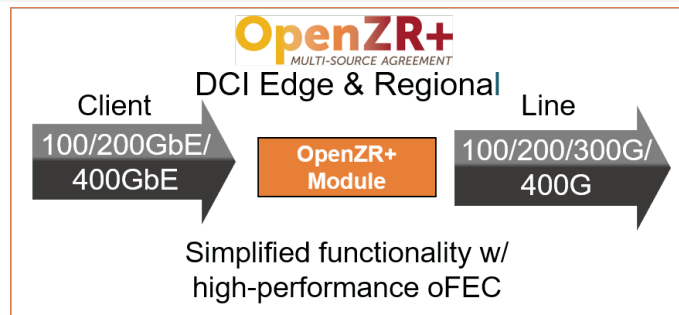 OpenZR+
MULTI-SOURCE AGREEMENT
DCI Edge & Regional
Client
Line
100/200GbE/
400GbE
OpenZR+
Module
100/200/300G/
400G
Simplified functionality w/
high-performance oFEC